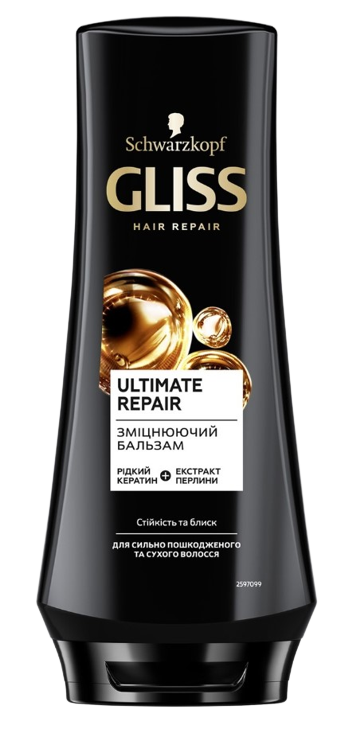 Schwarzkopf
GLISS
HAIR REPAIR
ULTIMATE
REPAIR
ЗМІЦНЮЮЧИЙ
БАЛЬЗАМ
РІДКИЙ КЕРАТИН + ЕКСТРАКТ ПЕРЛИНИ
Стійкість та блиск
ДЛЯ СИЛЬНО ПОШКОДЖЕНОГО
ТА СУХОГО ВОЛОССЯ
2597099